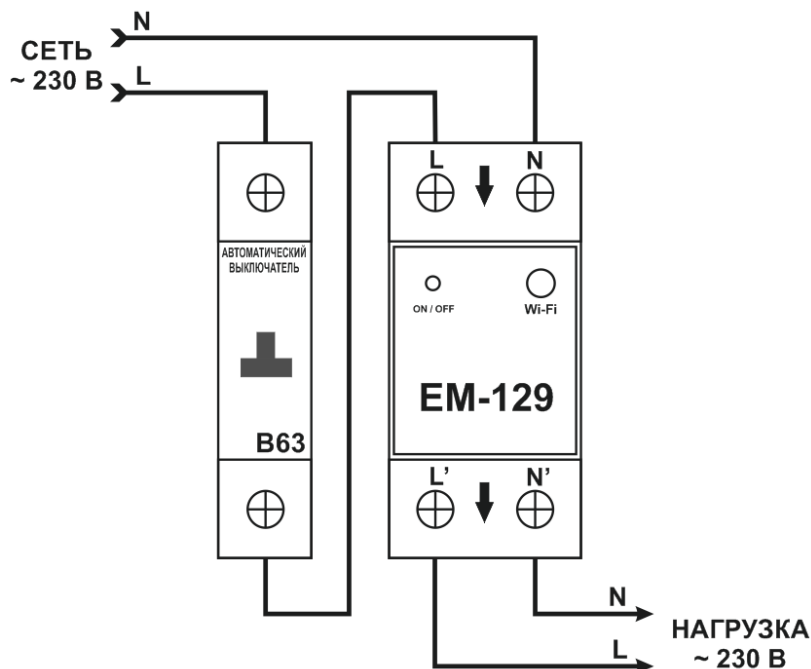 N
СЕТЬ
~ 230 В
L
L
N
АВТОМАТИЧЕСКИЙ
ВЫКЛЮЧАТЕЛЬ
ON / OFF
Wi-Fi
EM-129
B63
L’
N’
N
НАГРУЗКА
L
~ 230 В